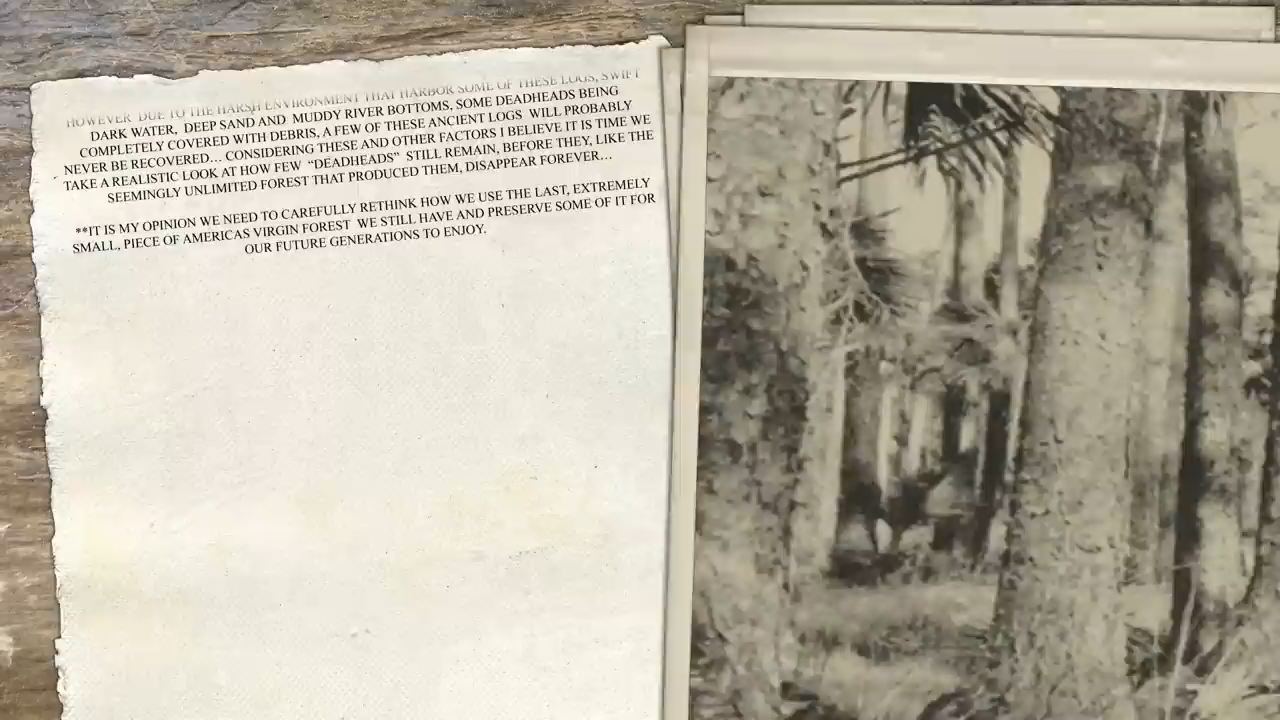 HOWEVER DUE TO THE HARSH ENVIRONMENT THAT HARBOR SOME OF THESE LOGS, SWIFT
DARK WATER, DEEP SAND AND MUDDY RIVER BOTTOMS, SOME DEADHEADS BEING
COMPLETELY COVERED WITH DEBRIS, A FEW OF THESE ANCIENT LOGS WILL PROBABLY
NEVER BE RECOVERED… CONSIDERING THESE AND OTHER FACTORS I BELIEVE IT IS TIME WE
TAKE A REALISTIC LOOK AT HOW FEW “DEADHEADS” STILL REMAIN, BEFORE THEY, LIKE THE
SEEMINGLY UNLIMITED FOREST THAT PRODUCED THEM, DISAPPEAR FOREVER…
**IT IS MY OPINION WE NEED TO CAREFULLY RETHINK HOW WE USE THE LAST, EXTREMELY
SMALL, PIECE OF AMERICAS VIRGIN FOREST WE STILL HAVE AND PRESERVE SOME OF IT FOR
OUR FUTURE GENERATIONS TO ENJOY.